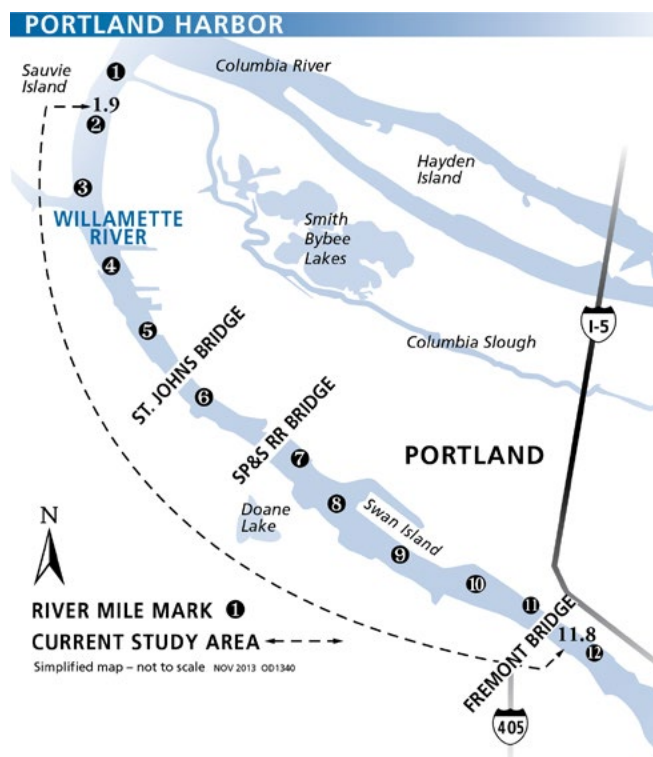 PORTLAND HARBOR
Sauvie
Island
1
Columbia River
1.9
2
Hayden
Island
3
WILLAMETTE
RIVER
Smith
Bybee
Lakes
4
I-5
5
Columbia Slough
ST. JOHNS BRIDGE
6
SP&S RR BRIDGE
7
PORTLAND
8
Doane
Lake
Swan Island
9
10
11
FREMONT BRIDGE
11.8
12
405
N
RIVER MILE MARK 1
CURRENT STUDY AREA
Simplified map – not to scale NOV 2013 OD1340